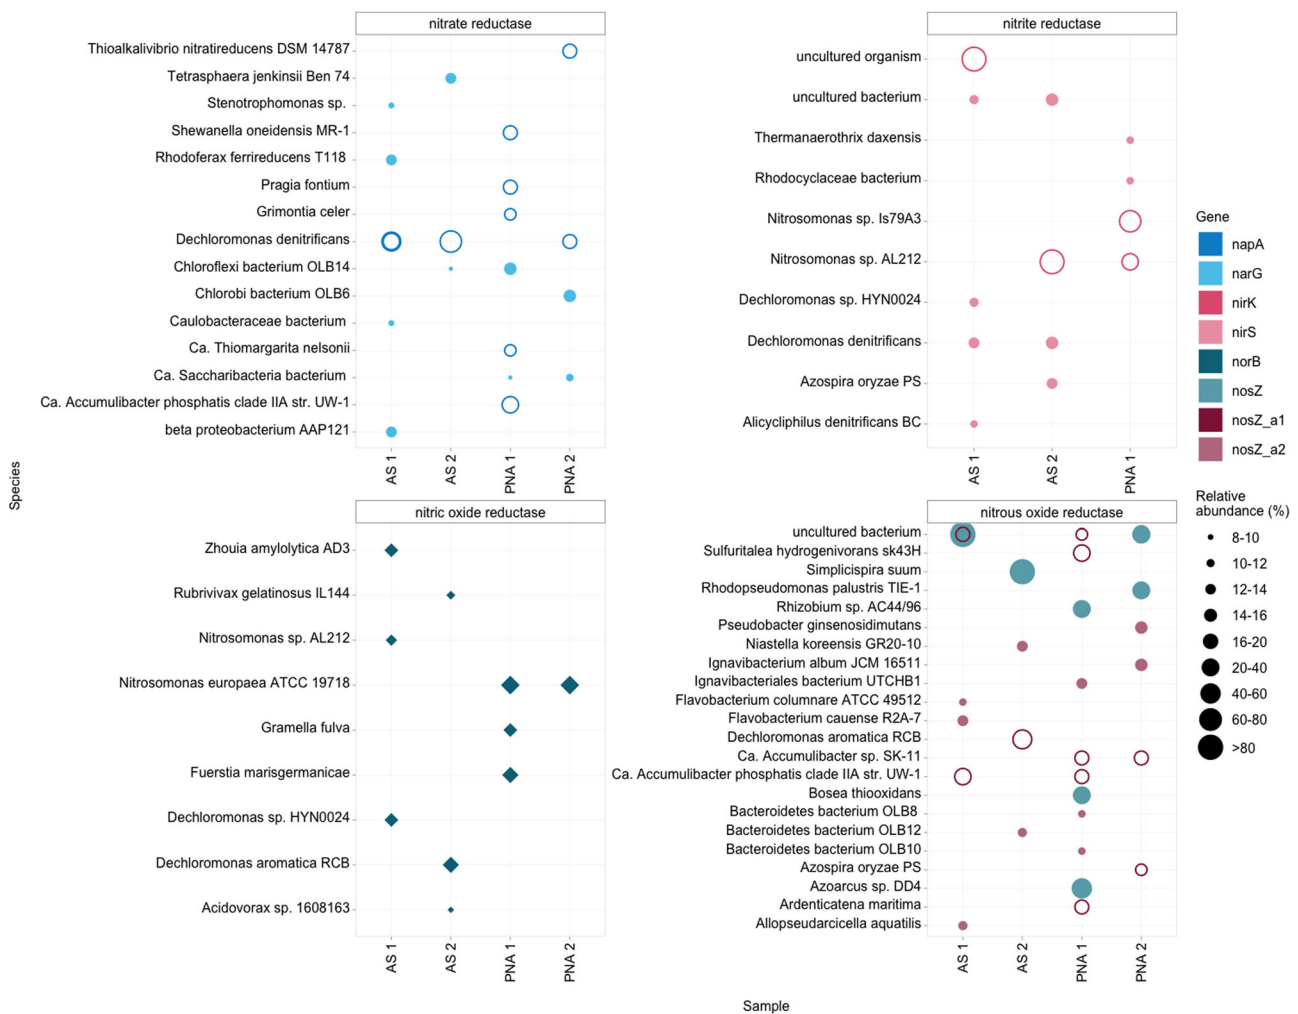 nitrate reductase
Thioalkalivibrio nitratireducens DSM 14787
Tetrasphaera jenkinsii Ben 74
Stenotrophomonas sp.
Shewanella oneidensis MR-1
Rhodoferax ferrireducens T118
Pragia fontium
Grimontia celer
Dechloromonas denitrificans
Chloroflexi bacterium OLB14
Chlorobi bacterium OLB6
Caulobacteraceae bacterium
Ca. Thiomargarita nelsonii
Ca. Saccharibacteria bacterium
Ca. Accumulibacter phosphatis clade IIA str. UW-1
beta proteobacterium AAP121
AS 1
AS 2
PNA 1
PNA 2
nitrite reductase
uncultured organism
uncultured bacterium
Thermanaerothrix daxensis
Rhodocyclaceae bacterium
Nitrosomonas sp. Is79A3
Nitrosomonas sp. AL212
Dechloromonas sp. HYN0024
Dechloromonas denitrificans
Azospira oryzae PS
Alicycliphilus denitrificans BC
AS 1
AS 2
PNA 1
Species
nitric oxide reductase
Zhouia amylolytica AD3
Rubrivivax gelatinosus IL144
Nitrosomonas sp. AL212
Nitrosomonas europaea ATCC 19718
Gramella fulva
Fuerstia marisgermanicae
Dechloromonas sp. HYN0024
Dechloromonas aromatica RCB
Acidovorax sp. 1608163
AS 1
AS 2
PNA 1
PNA 2
nitrous oxide reductase
uncultured bacterium
Sulfuritalea hydrogenivorans sk43H
Simplicispira suum
Rhodopseudomonas palustris TIE-1
Rhizobium sp. AC44/96
Pseudobacter ginsenosidimutans
Niastella koreensis GR20-10
Ignavibacterium album JCM 16511
Ignavibacteriales bacterium UTCHB1
Flavobacterium columnare ATCC 49512
Flavobacterium cauense R2A-7
Dechloromonas aromatica RCB
Ca. Accumulibacter sp. SK-11
Ca. Accumulibacter phosphatis clade IIA str. UW-1
Bosea thiooxidans
Bacteroidetes bacterium OLB8
Bacteroidetes bacterium OLB12
Bacteroidetes bacterium OLB10
Azospira oryzae PS
Azoarcus sp. DD4
Ardenticatena maritima
Allopseudarcicella aquatilis
AS 1
AS 2
PNA 1
PNA 2
Sample
Gene
napA
narG
nirK
nirS
norB
nosZ
nosZ_a1
nosZ_a2
Relative
abundance (%)
8-10
10-12
12-14
14-16
16-20
20-40
40-60
60-80
>80